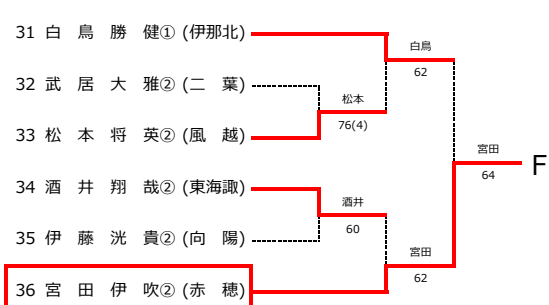 31 白 鳥 勝 健① (伊那北)
白鳥
62
32 武 居 大 雅② (二 葉)
松本
76(4)
33 松 本 将 英② (風 越)
宮田
64
F
34 酒 井 翔 哉② (東海諏)
酒井
60
35 伊 藤 洸 貴② (向 陽)
宮田
62
36 宮 田 伊 吹② (赤 穂)